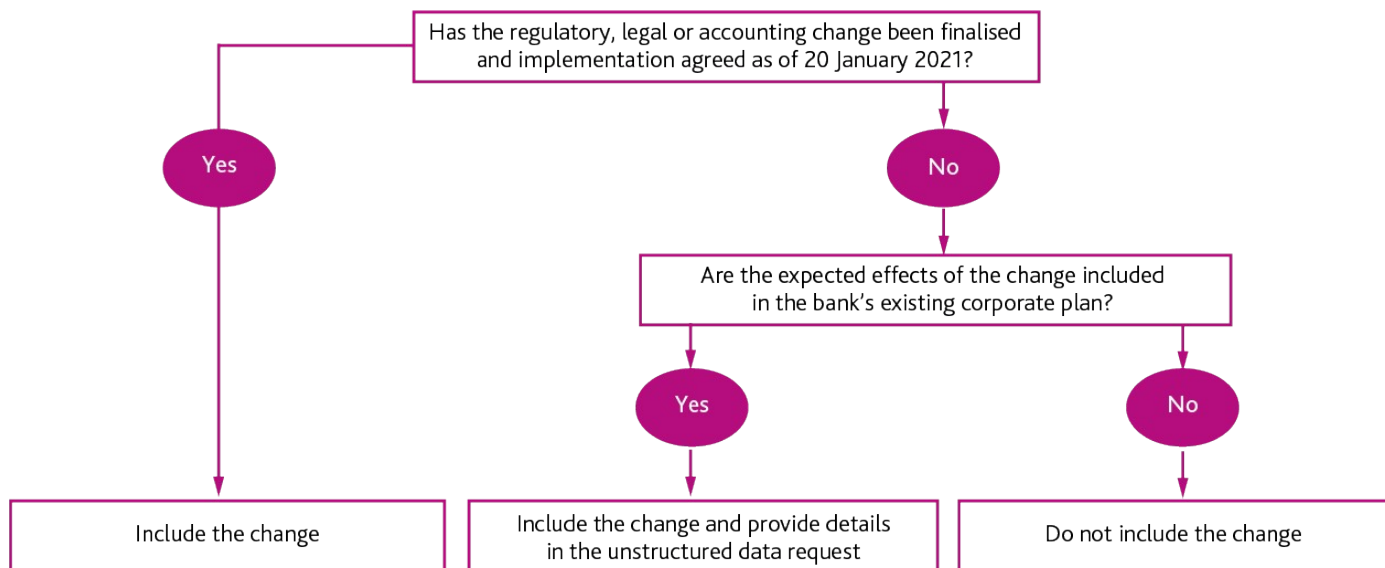 Has the regulatory, legal or accounting change been finalised
and implementation agreed as of 20 January 2021?
Yes
No
Are the expected effects of the change included
in the bank's existing corporate plan?
Yes
No
Include the change
Include the change and provide details
in the unstructured data request
Do not include the change